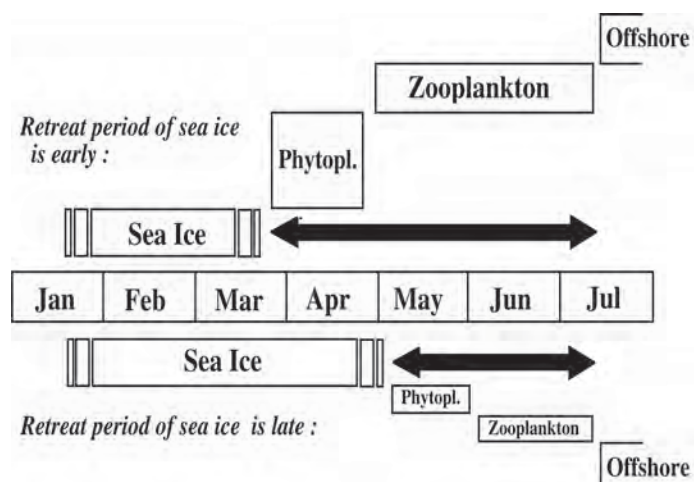 Offshore
Zooplankton
Retreat period of sea ice
is early :
Phytopl.
Sea Ice
Jan Feb Mar Apr May Jun Jul
Sea Ice
Phytopl.
Retreat period of sea ice is late :
Zooplankton
Offshore